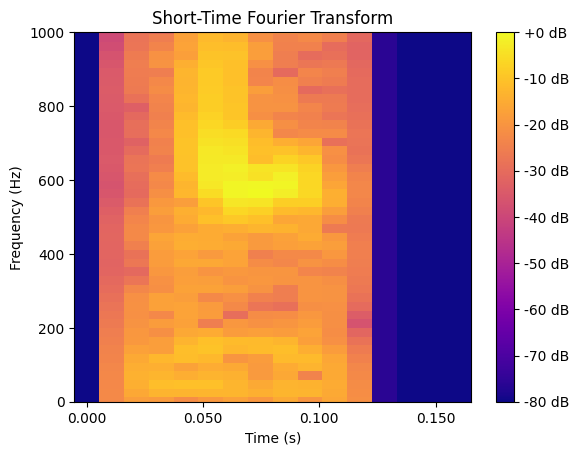 Short-Time Fourier Transform
1000
800
600
400
200
0
Frequency (Hz)
0.000
0.050
0.100
0.150
Time (s)
+0 dB
-10 dB
-20 dB
-30 dB
-40 dB
-50 dB
-60 dB
-70 dB
-80 dB